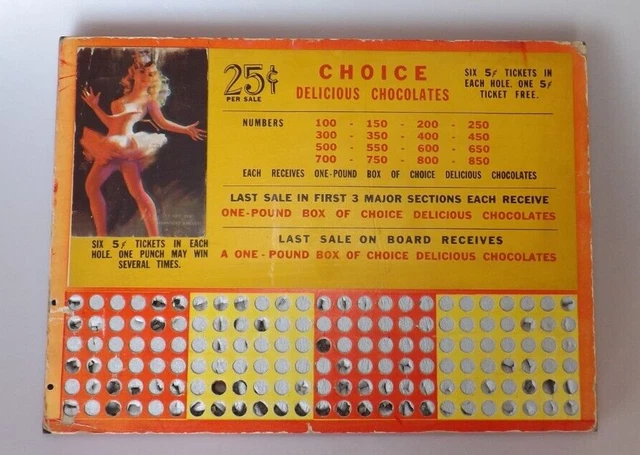 25¢
PER SALE
CHOICE
DELICIOUS CHOCOLATES
SIX 5¢ TICKETS IN
EACH HOLE. ONE 5¢
TICKET FREE.
NUMBERS 100 - 150 - 200 - 250
300 - 350 - 400 - 450
500 - 550 - 600 - 650
700 - 750 - 800 - 850
EACH RECEIVES ONE-POUND BOX OF CHOICE DELICIOUS CHOCOLATES
LAST SALE IN FIRST 3 MAJOR SECTIONS EACH RECEIVE
ONE-POUND BOX OF CHOICE DELICIOUS CHOCOLATES
LAST SALE ON BOARD RECEIVES
A ONE-POUND BOX OF CHOICE DELICIOUS CHOCOLATES
SIX 5¢ TICKETS IN EACH
HOLE. ONE PUNCH MAY WIN
SEVERAL TIMES.